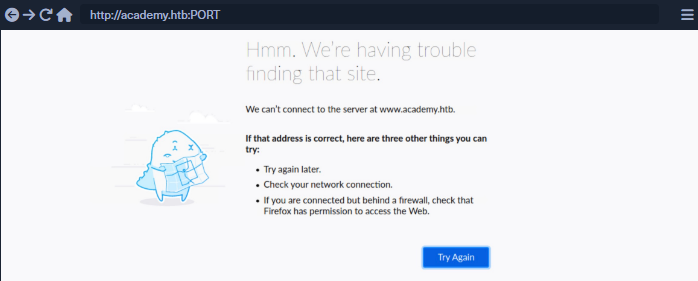 http://academy.htb:PORT
Hmm. We're having trouble
finding that site.
We can't connect to the server at www.academy.htb.
If that address is correct, here are three other things you can
try:
• Try again later.
• Check your network connection.
• If you are connected but behind a firewall, check that
Firefox has permission to access the Web.
Try Again